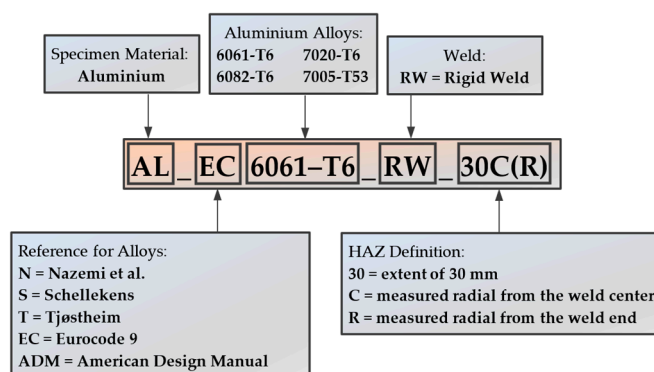 Specimen Material:
Aluminium
Aluminium Alloys:
6061-T6 7020-T6
6082-T6 7005-T53
Weld:
RW = Rigid Weld
AL _ EC 6061–T6 _ RW _ 30C(R)
Reference for Alloys:
N = Nazemi et al.
S = Schellekens
T = Tjøstheim
EC = Eurocode 9
ADM = American Design Manual
HAZ Definition:
30 = extent of 30 mm
C = measured radial from the weld center
R = measured radial from the weld end